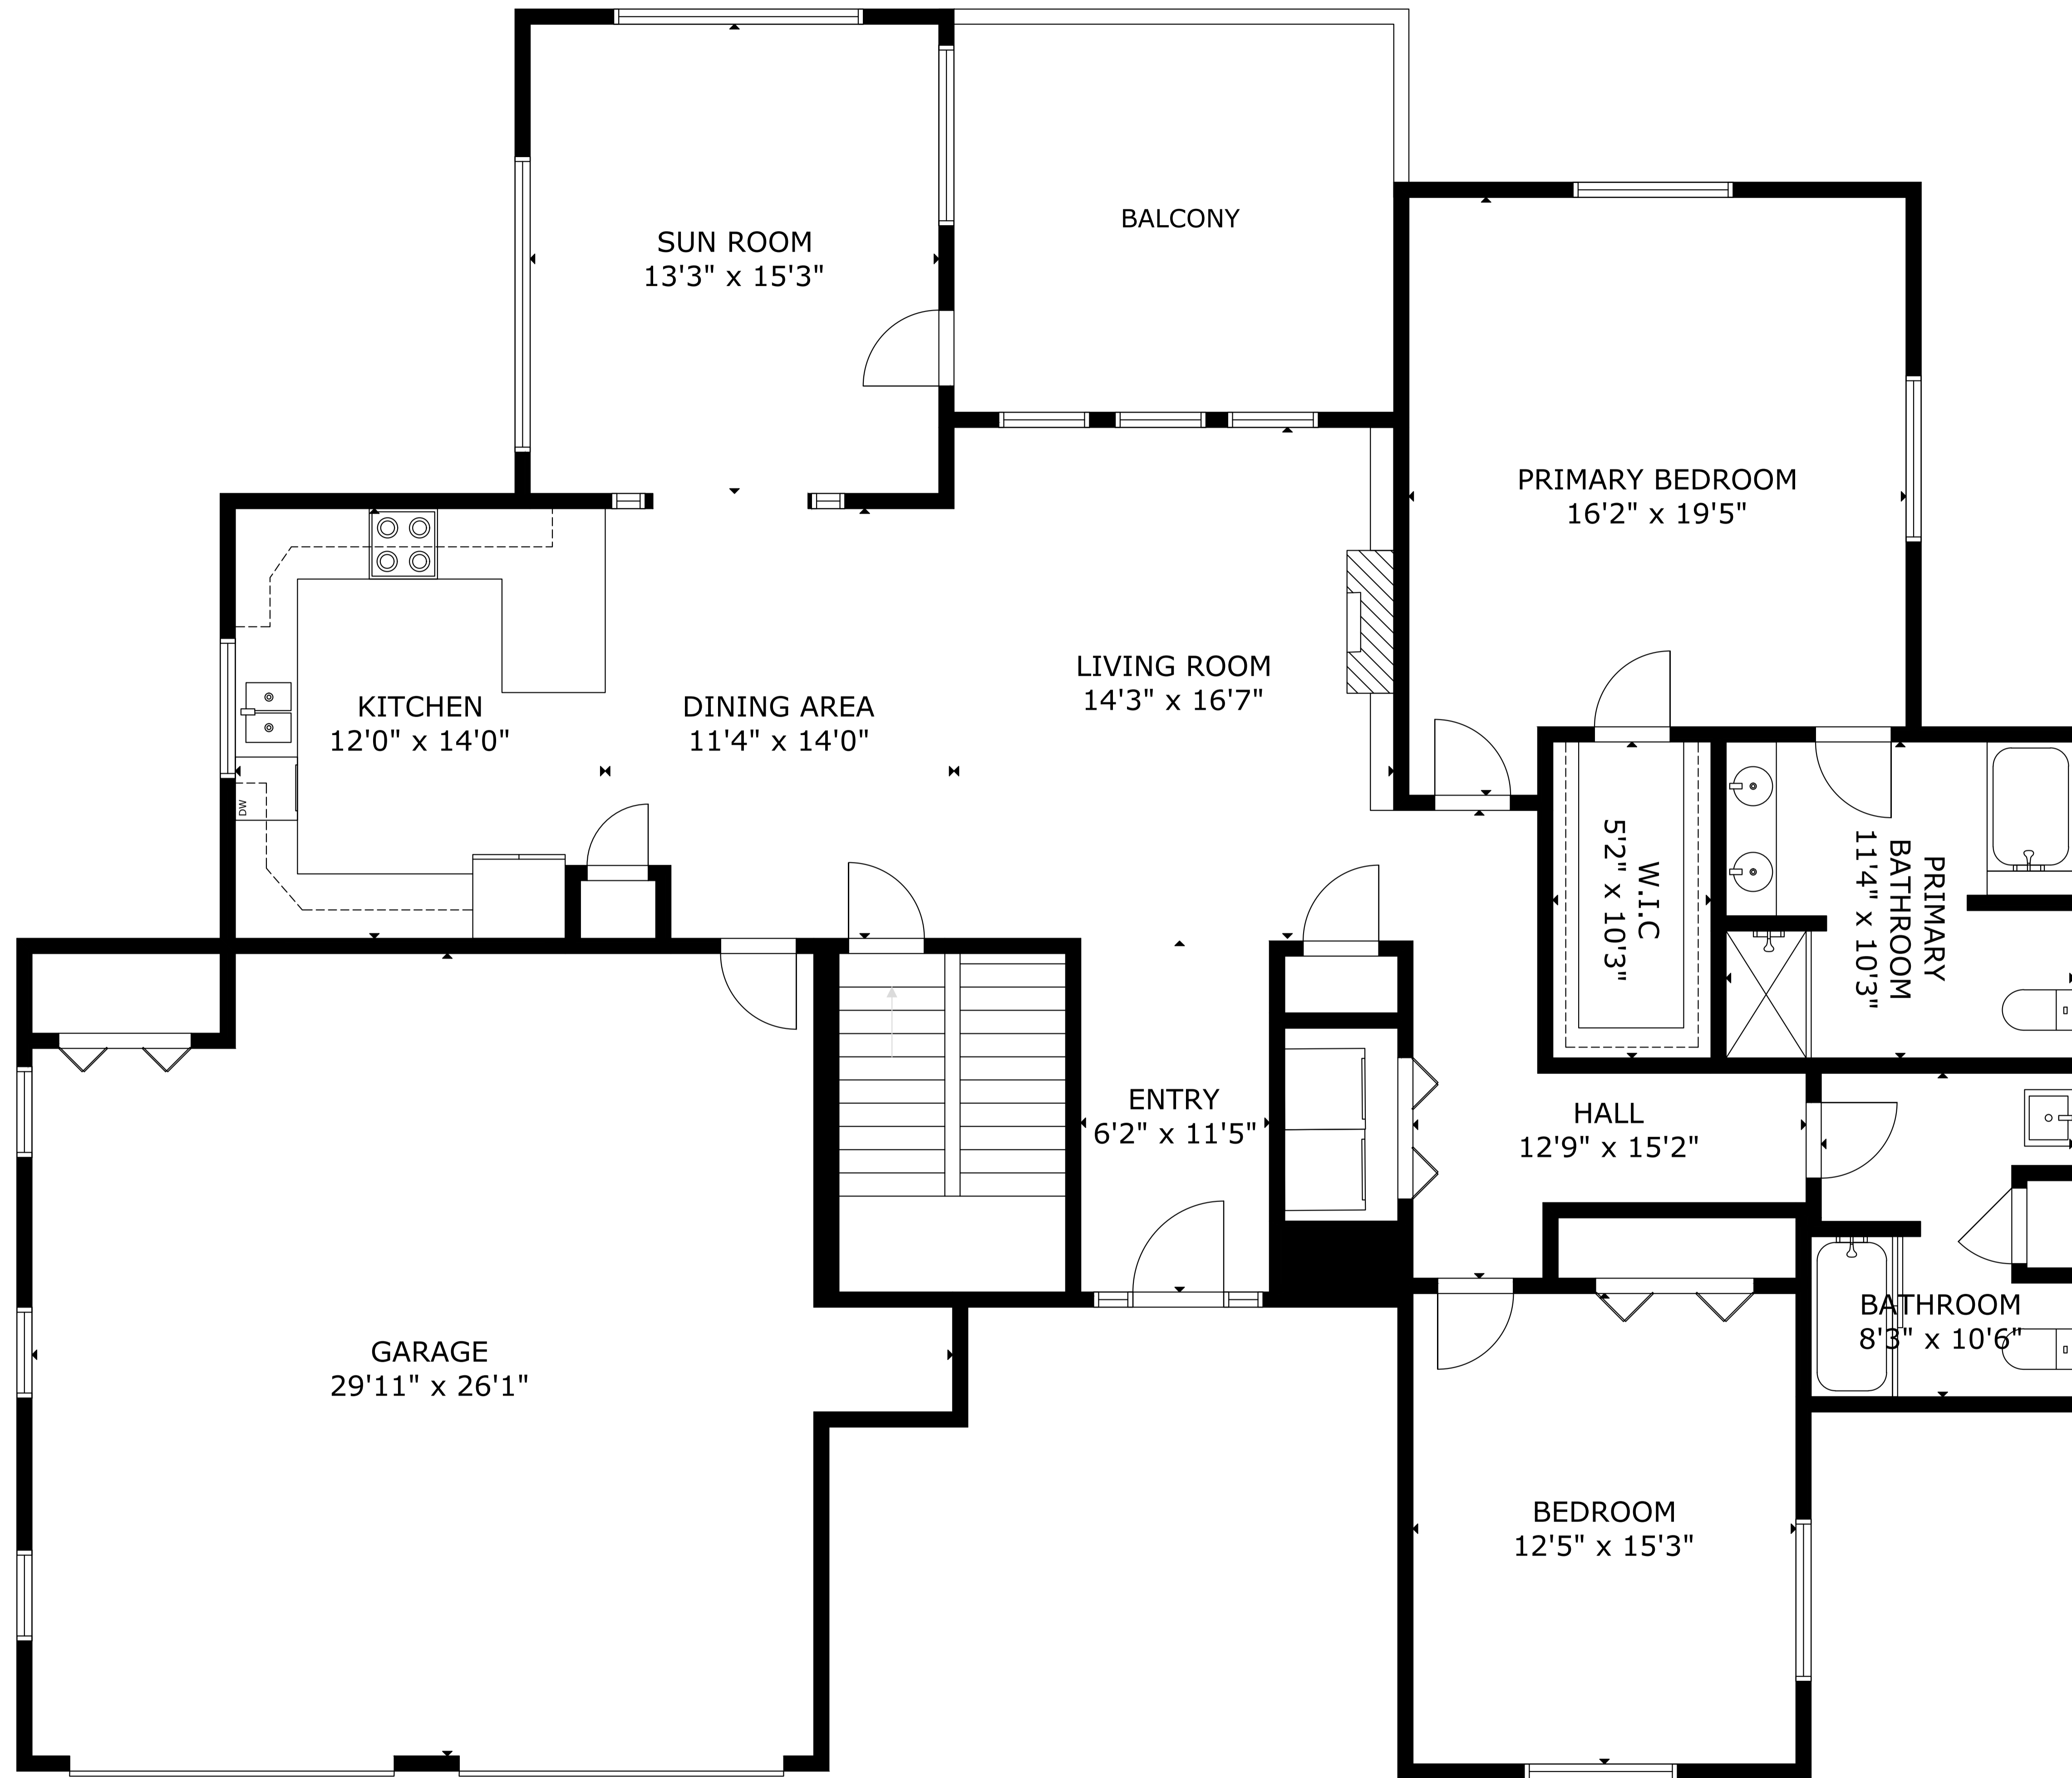 SUN ROOM
13'3" x 15'3"
BALCONY
PRIMARY BEDROOM
16'2" x 19'5"
LIVING ROOM
14'3" x 16'7"
KITCHEN
12'0" x 14'0"
DINING AREA
11'4" x 14'0"
DW
W.I.C
5'2" x 10'3"
PRIMARY
BATHROOM
11'4" x 10'3"
ENTRY
6'2" x 11'5"
HALL
12'9" x 15'2"
BATHROOM
8'3" x 10'6"
GARAGE
29'11" x 26'1"
BEDROOM
12'5" x 15'3"